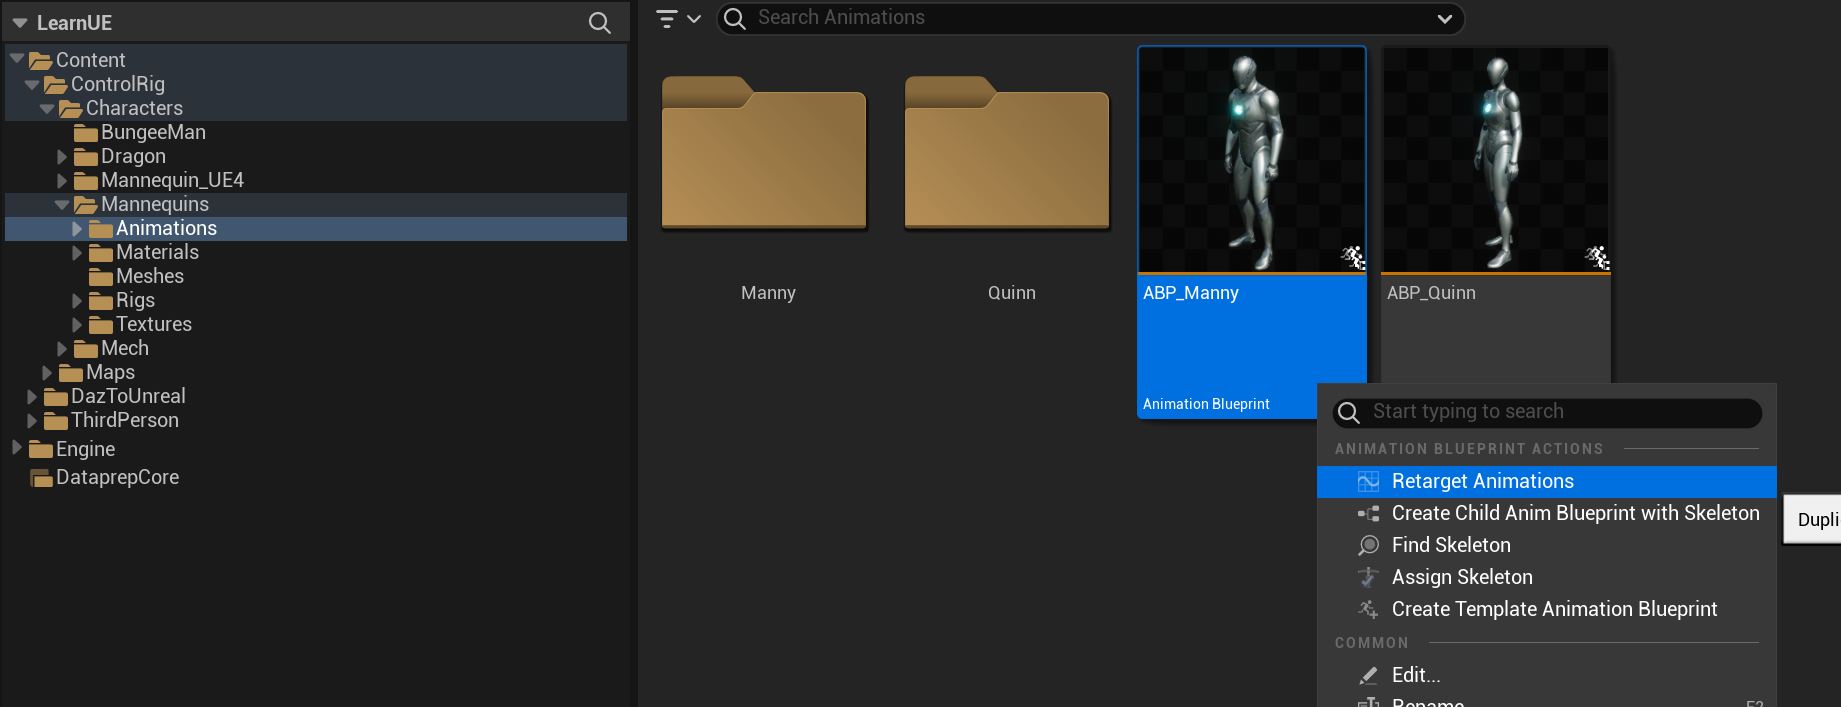 LearnUE
Content
ControlRig
Characters
BungeeMan
Dragon
Mannequin_UE4
Mannequins
Animations
Materials
Meshes
Rigs
Textures
Mech
Maps
DazToUnreal
ThirdPerson
Engine
DataprepCore
Search Animations
Manny
Quinn
ABP_Manny
ABP_Quinn
Animation Blueprint
Start typing to search
ANIMATION BLUEPRINT ACTIONS
Retarget Animations
Create Child Anim Blueprint with Skeleton
Find Skeleton
Assign Skeleton
Create Template Animation Blueprint
COMMON
Edit...
Rename F2
Dupli